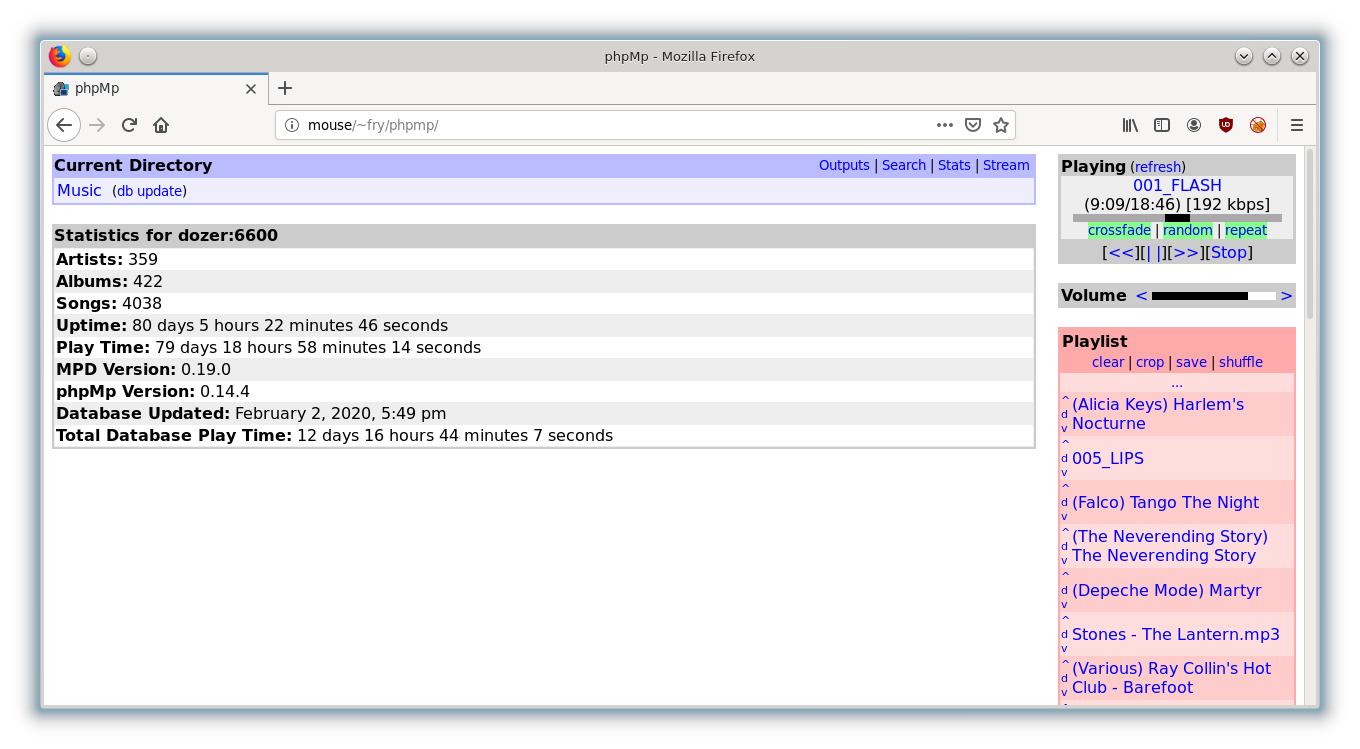 phpMp - Mozilla Firefox
phpMp
mouse/~fry/phpmp/
Current Directory
Outputs | Search | Stats | Stream
Music (db update)
Statistics for dozer:6600
Artists: 359
Albums: 422
Songs: 4038
Uptime: 80 days 5 hours 22 minutes 46 seconds
Play Time: 79 days 18 hours 58 minutes 14 seconds
MPD Version: 0.19.0
phpMp Version: 0.14.4
Database Updated: February 2, 2020, 5:49 pm
Total Database Play Time: 12 days 16 hours 44 minutes 7 seconds
Playing (refresh)
001_FLASH
(9:09/18:46) [192 kbps]
crossfade | random | repeat
[<<][| |][>>][Stop]
Volume < >
Playlist
clear | crop | save | shuffle
...
^
d
v
(Alicia Keys) Harlem's
Nocturne
^
d
v
005_LIPS
^
d
v
(Falco) Tango The Night
^
d
v
(The Neverending Story)
The Neverending Story
^
d
v
(Depeche Mode) Martyr
^
d
v
Stones - The Lantern.mp3
^
d
v
(Various) Ray Collin's Hot
Club - Barefoot